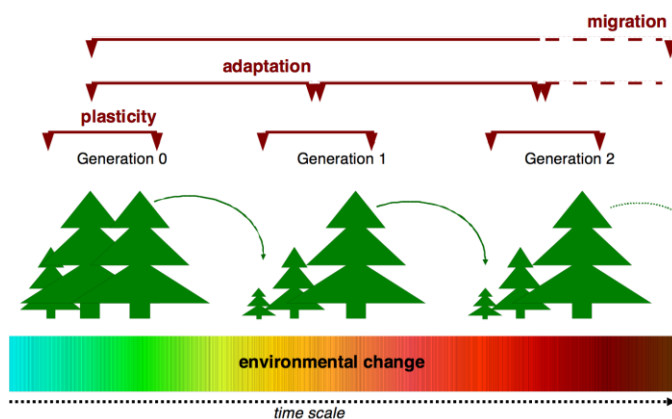 migration
adaptation
plasticity
Generation 0
Generation 1
Generation 2
environmental change
time scale